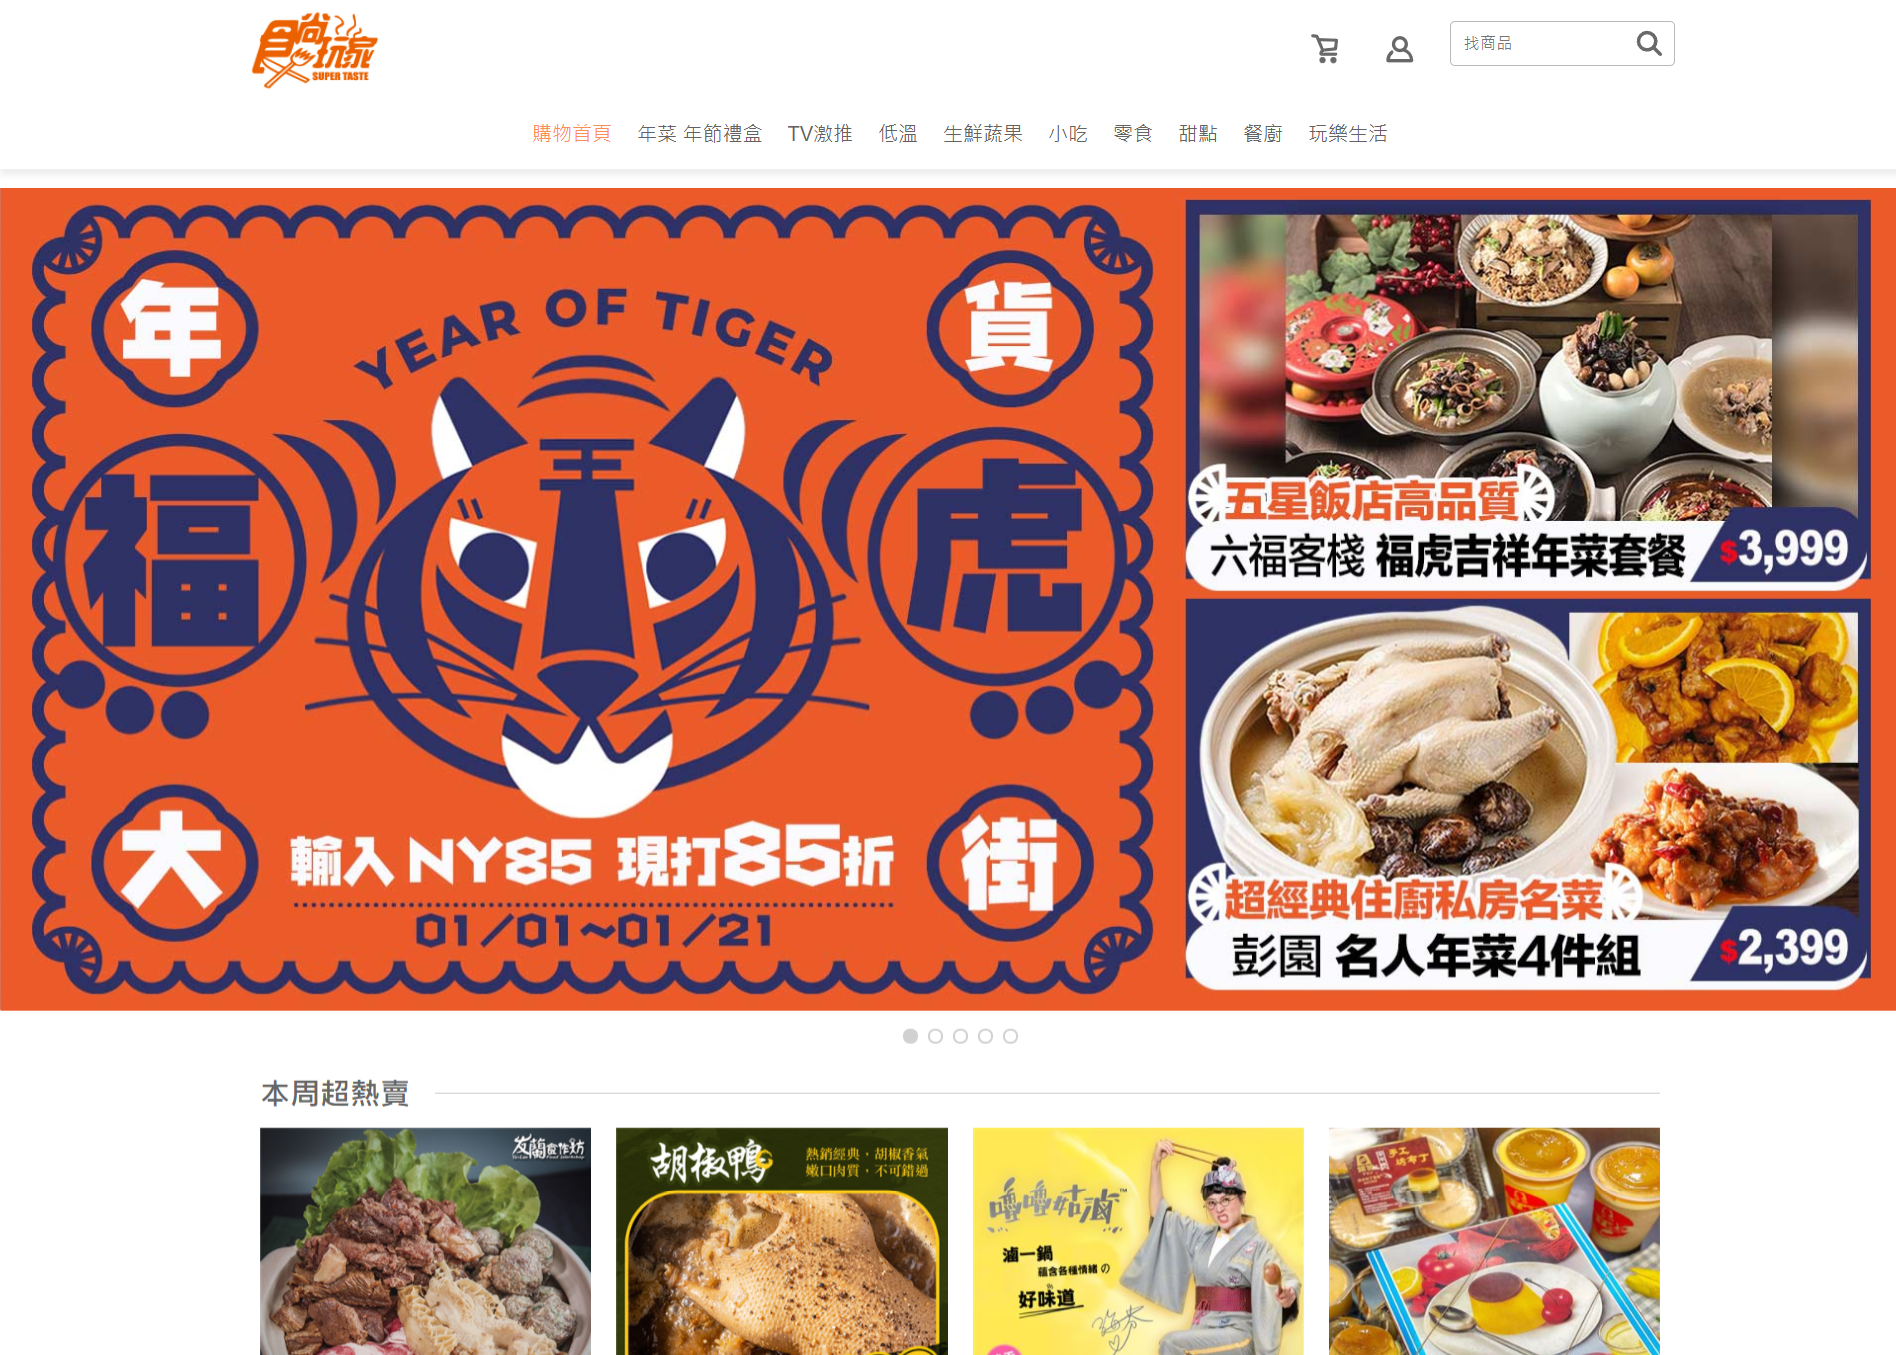 食尚玩家
SUPER TASTE
找商品
購物首頁 年菜 年節禮盒 TV激推 低溫 生鮮蔬果 小吃 零食 甜點 餐廚 玩樂生活
年
貨
YEAR OF TIGER
王
福
虎
大
街
輸入NY85 現打85折
01/01~01/21
五星飯店高品質
六福客棧 福虎吉祥年菜套餐
$3,999
超經典住廚私房名菜
彭園 名人年菜4件組
$2,399
本周超熱賣
友蘭食作坊
胡椒鴨
熱銷經典・胡椒香氣
嫩口肉質・不可錯過
嚕嚕姑滷™
滷一鍋
蘊含各種情緒の
好味道
手工
烤布丁